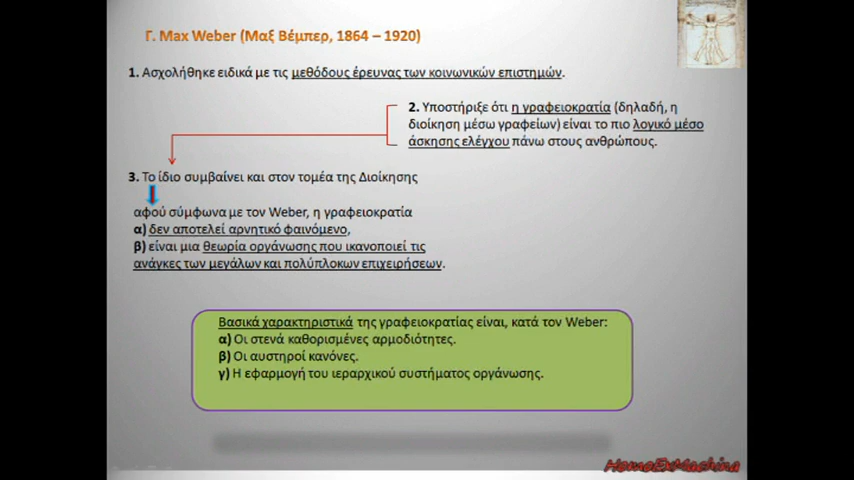 Γ. Max Weber (Μαξ Βέμπερ, 1864 – 1920)
1. Ασχολήθηκε ειδικά με τις μεθόδους έρευνας των κοινωνικών επιστημών.
2. Υποστήριξε ότι η γραφειοκρατία (δηλαδή, η
διοίκηση μέσω γραφείων) είναι το πιο λογικό μέσο
άσκησης ελέγχου πάνω στους ανθρώπους.
3. Το ίδιο συμβαίνει και στον τομέα της Διοίκησης
αφού σύμφωνα με τον Weber, η γραφειοκρατία
α) δεν αποτελεί αρνητικό φαινόμενο,
β) είναι μια θεωρία οργάνωσης που ικανοποιεί τις
ανάγκες των μεγάλων και πολύπλοκων επιχειρήσεων.
Βασικά χαρακτηριστικά της γραφειοκρατίας είναι, κατά τον Weber:
α) Οι στενά καθορισμένες αρμοδιότητες.
β) Οι αυστηροί κανόνες.
γ) Η εφαρμογή του ιεραρχικού συστήματος οργάνωσης.
HomoExMachina